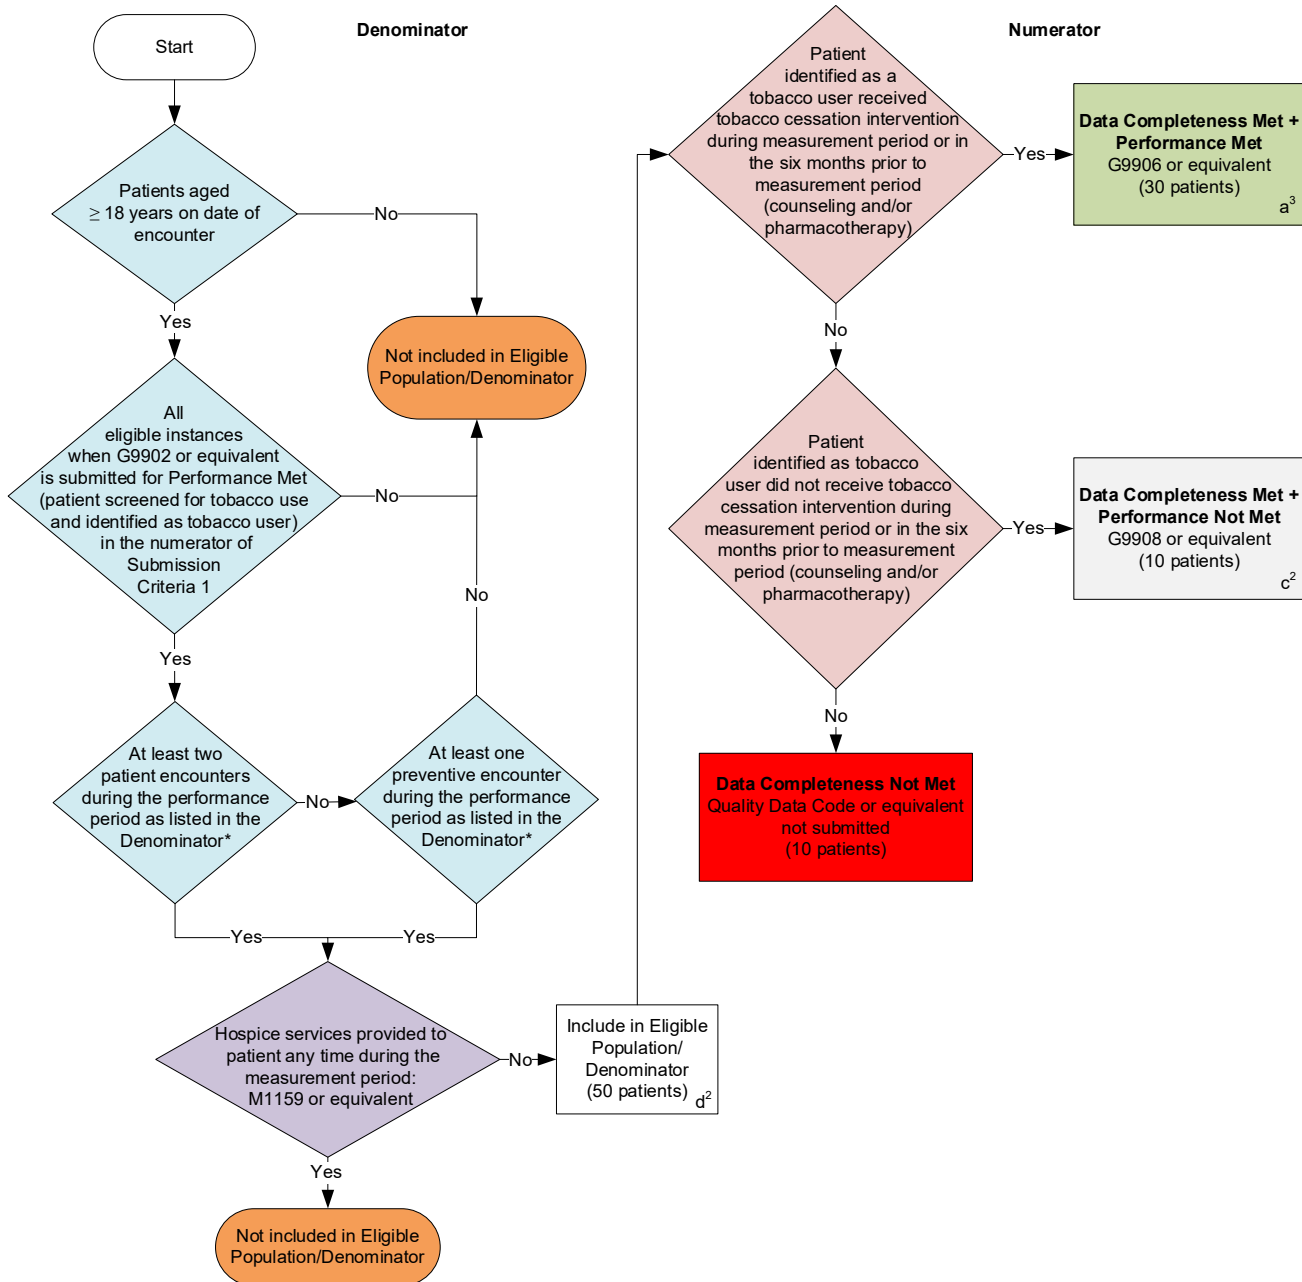 Denominator
Start
Patients aged
≥ 18 years on date of
encounter
No
Yes
Not included in Eligible
Population/Denominator
All
eligible instances
when G9902 or equivalent
is submitted for Performance Met
(patient screened for tobacco use
and identified as tobacco user)
in the numerator of
Submission
Criteria 1
No
Yes
No
At least two
patient encounters
during the performance
period as listed in the
Denominator*
No
At least one
preventive encounter
during the performance
period as listed in the
Denominator*
Yes
Yes
Hospice services provided to
patient any time during the
measurement period:
M1159 or equivalent
No
Include in Eligible
Population/
Denominator
(50 patients)
d²
Yes
Not included in Eligible
Population/Denominator
Numerator
Patient
identified as a
tobacco user received
tobacco cessation intervention
during measurement period or in
the six months prior to
measurement period
(counseling and/or
pharmacotherapy)
Yes
Data Completeness Met +
Performance Met
G9906 or equivalent
(30 patients)
a³
No
Patient
identified as tobacco
user did not receive tobacco
cessation intervention during
measurement period or in the six
months prior to measurement
period (counseling and/or
pharmacotherapy)
Yes
Data Completeness Met +
Performance Not Met
G9908 or equivalent
(10 patients)
c²
No
Data Completeness Not Met
Quality Data Code or equivalent
not submitted
(10 patients)